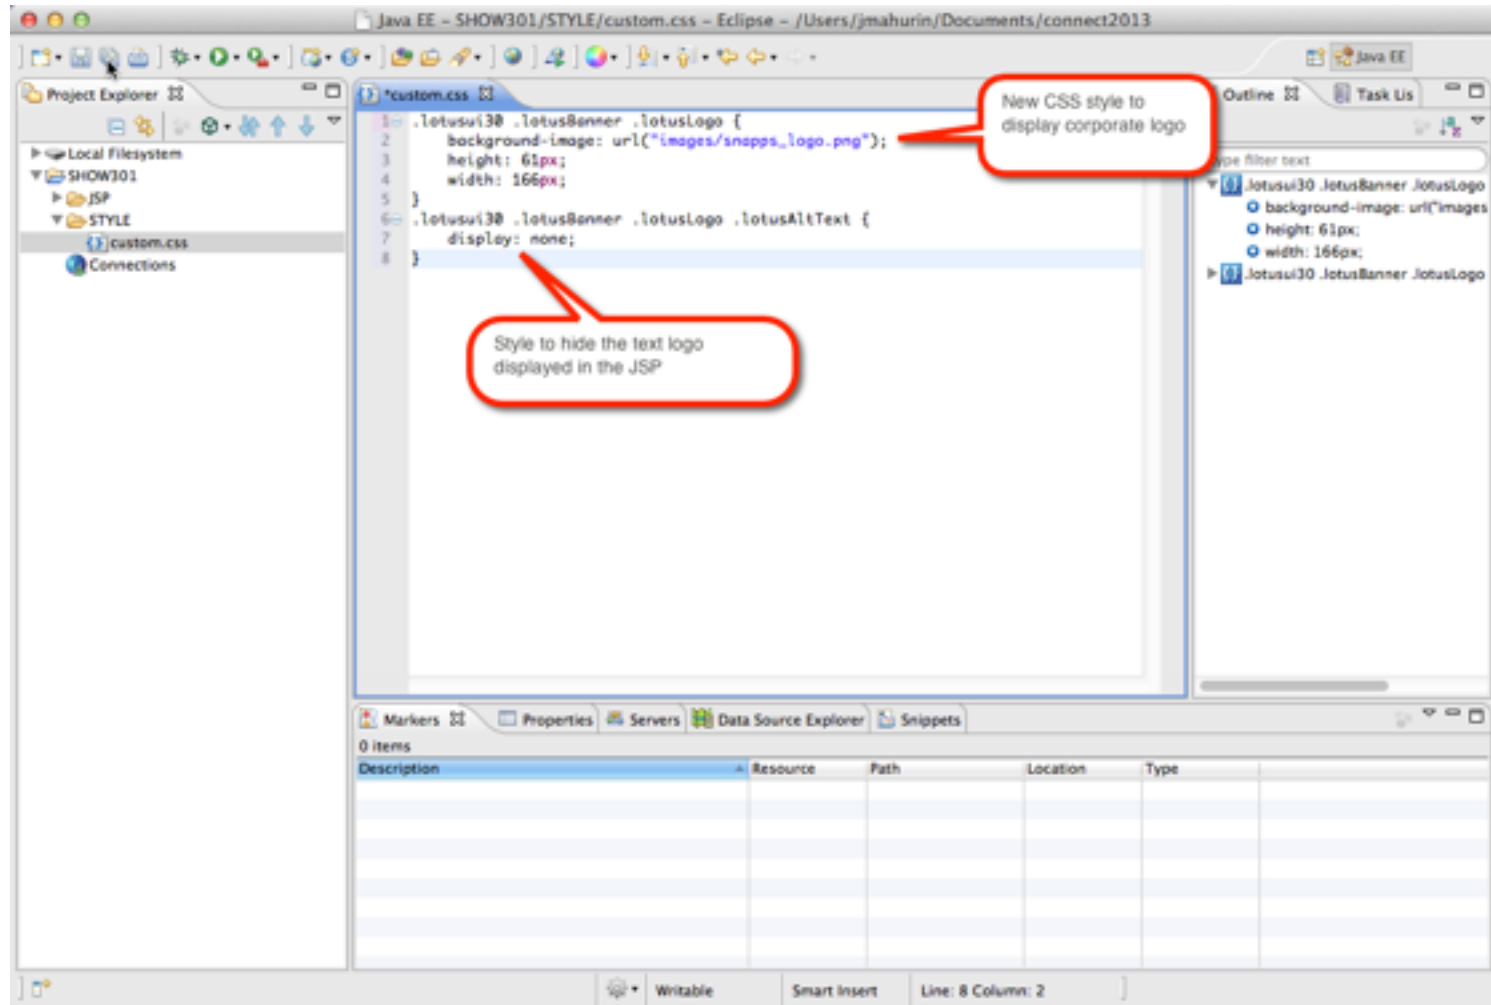 Java EE – SHOW301/STYLE/custom.css – Eclipse – /Users/jmahurin/Documents/connect2013
Java EE
Project Explorer
Local Filesystem
SHOW301
JSP
STYLE
custom.css
Connections
*custom.css
1 .lotusui30 .lotusBanner .lotusLogo {
2 background-image: url("images/snapps_logo.png");
3 height: 61px;
4 width: 166px;
5 }
6 .lotusui30 .lotusBanner .lotusLogo .lotusAltText {
7 display: none;
8 }
New CSS style to
display corporate logo
Style to hide the text logo
displayed in the JSP
Outline
Task Lis
type filter text
.lotusui30 .lotusBanner .lotusLogo
background-image: url("images
height: 61px;
width: 166px;
.lotusui30 .lotusBanner .lotusLogo
Markers
Properties
Servers
Data Source Explorer
Snippets
0 items
Description Resource Path Location Type
Writable Smart Insert Line: 8 Column: 2